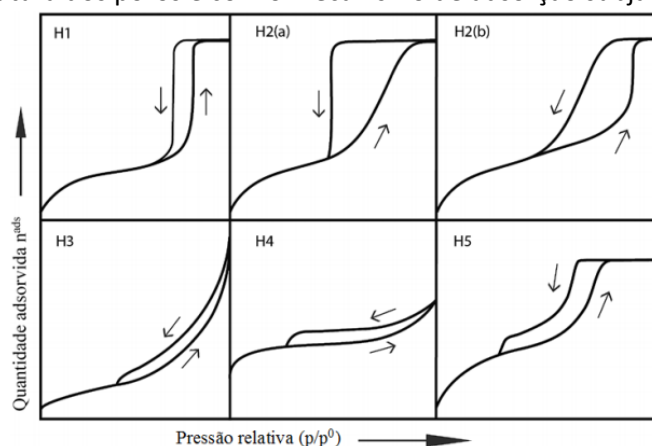 H1
H2(a)
H2(b)
H3
H4
H5
Quantidade adsorvida n^ads
Pressão relativa (p/p⁰)